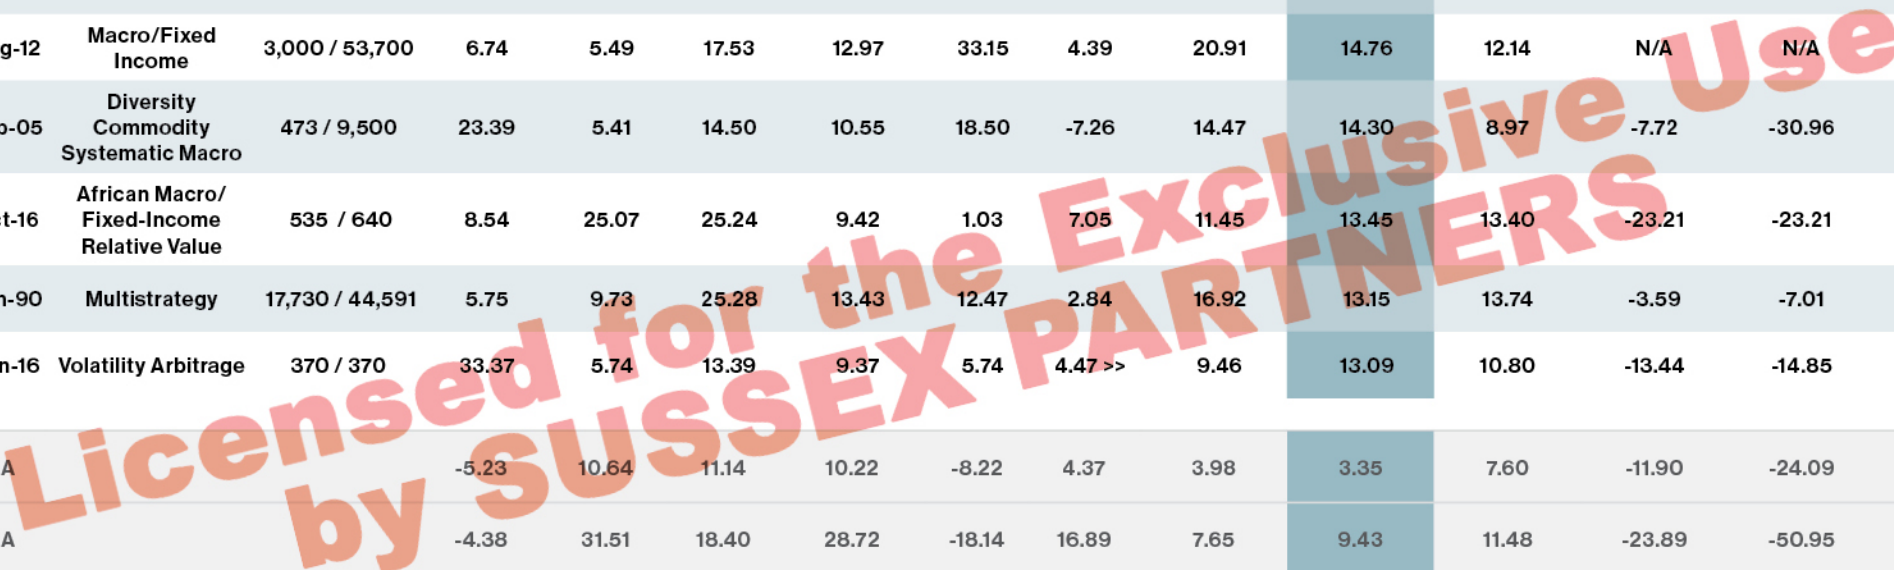 g-12 Macro/Fixed Income 3,000 / 53,700 6.74 5.49 17.53 12.97 33.15 4.39 20.91 14.76 12.14 N/A N/A
-05 Diversity Commodity Systematic Macro 473 / 9,500 23.39 5.41 14.50 10.55 18.50 -7.26 14.47 14.30 8.97 -7.72 -30.96
t-16 African Macro/ Fixed-Income Relative Value 535 / 640 8.54 25.07 25.24 9.42 1.03 7.05 11.45 13.45 13.40 -23.21 -23.21
-90 Multistrategy 17,730 / 44,591 5.75 9.73 25.28 13.43 12.47 2.84 16.92 13.15 13.74 -3.59 -7.01
n-16 Volatility Arbitrage 370 / 370 33.37 5.74 13.39 9.37 5.74 4.47 >> 9.46 13.09 10.80 -13.44 -14.85
A -5.23 10.64 11.14 10.22 -8.22 4.37 3.98 3.35 7.60 -11.90 -24.09
A -4.38 31.51 18.40 28.72 -18.14 16.89 7.65 9.43 11.48 -23.89 -50.95
Licensed for the Exclusive Use
by SUSSEX PARTNERS